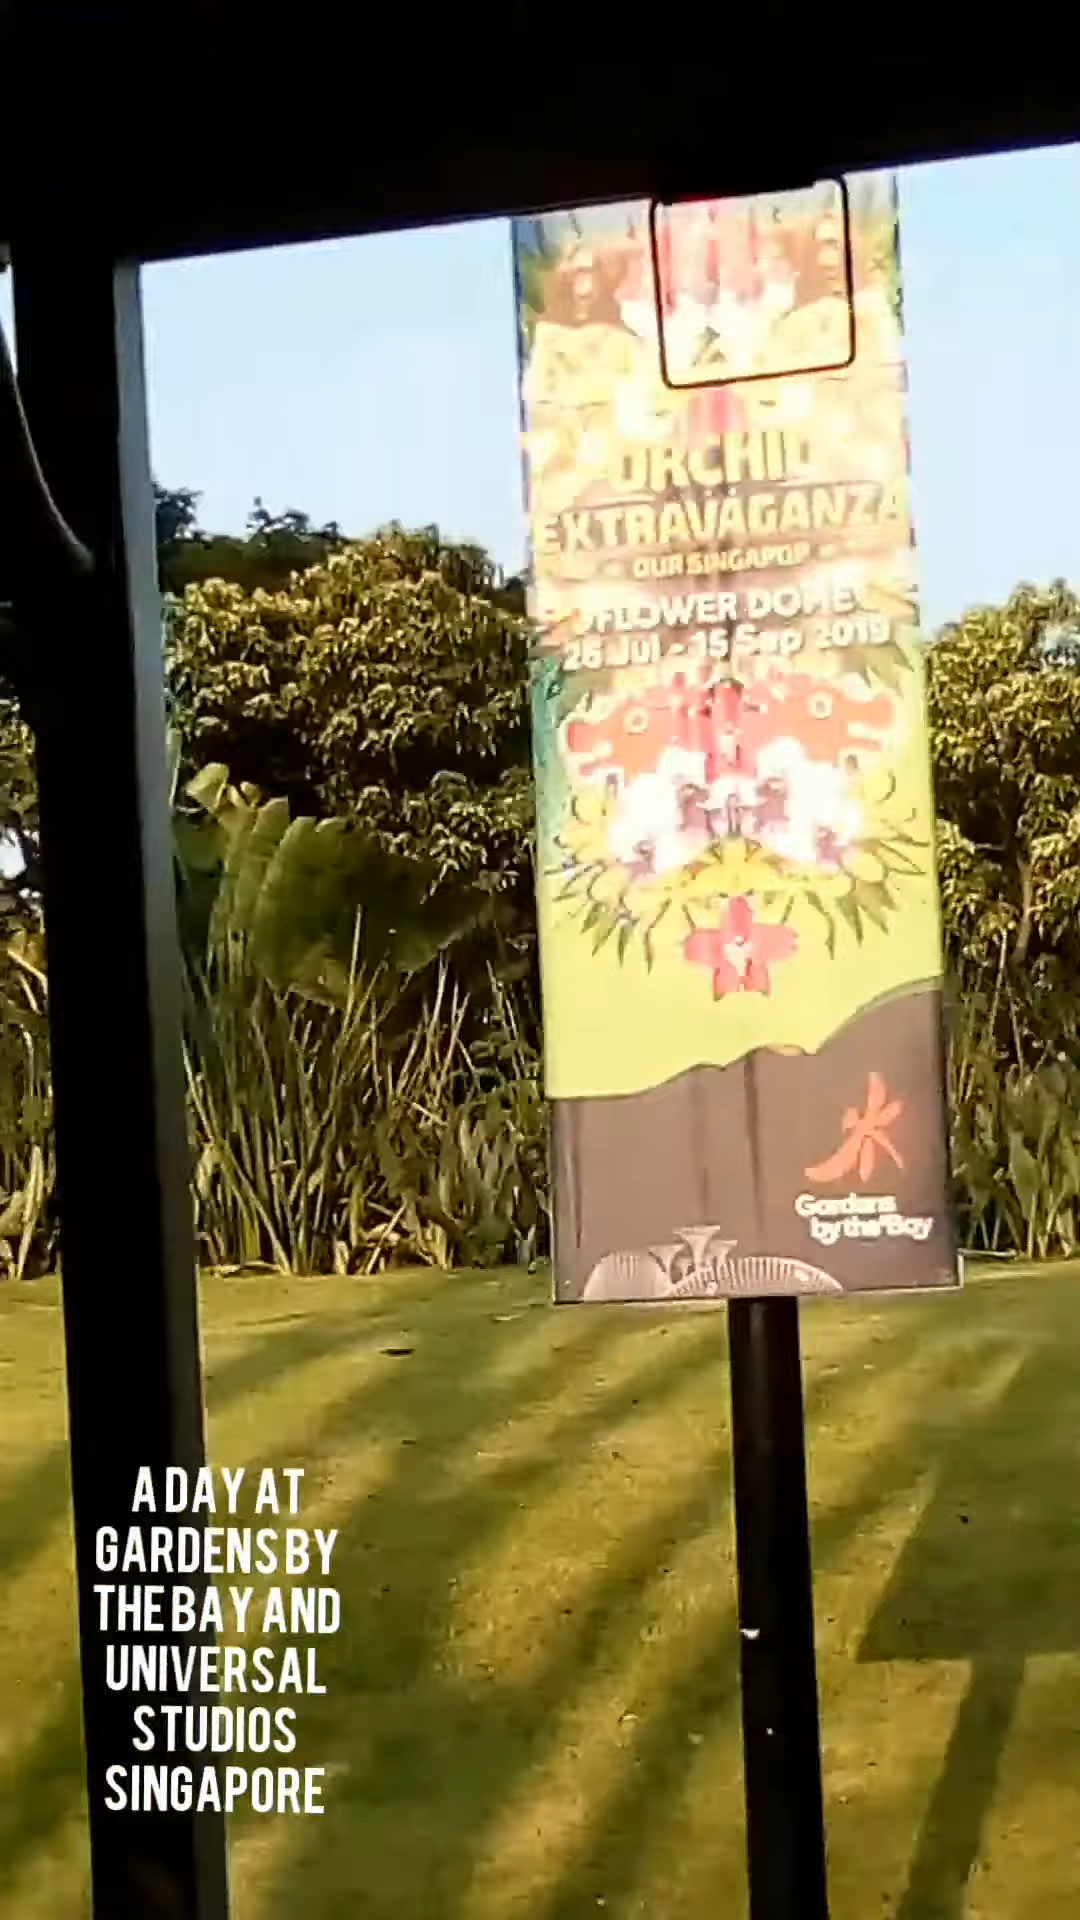 ORCHID
EXTRAVAGANZA
OUR SINGAPOR
FLOWER DOME
26 Jul - 15 Sep 2019
Gardens
by the Bay
A DAY AT
GARDENS BY
THE BAY AND
UNIVERSAL
STUDIOS
SINGAPORE